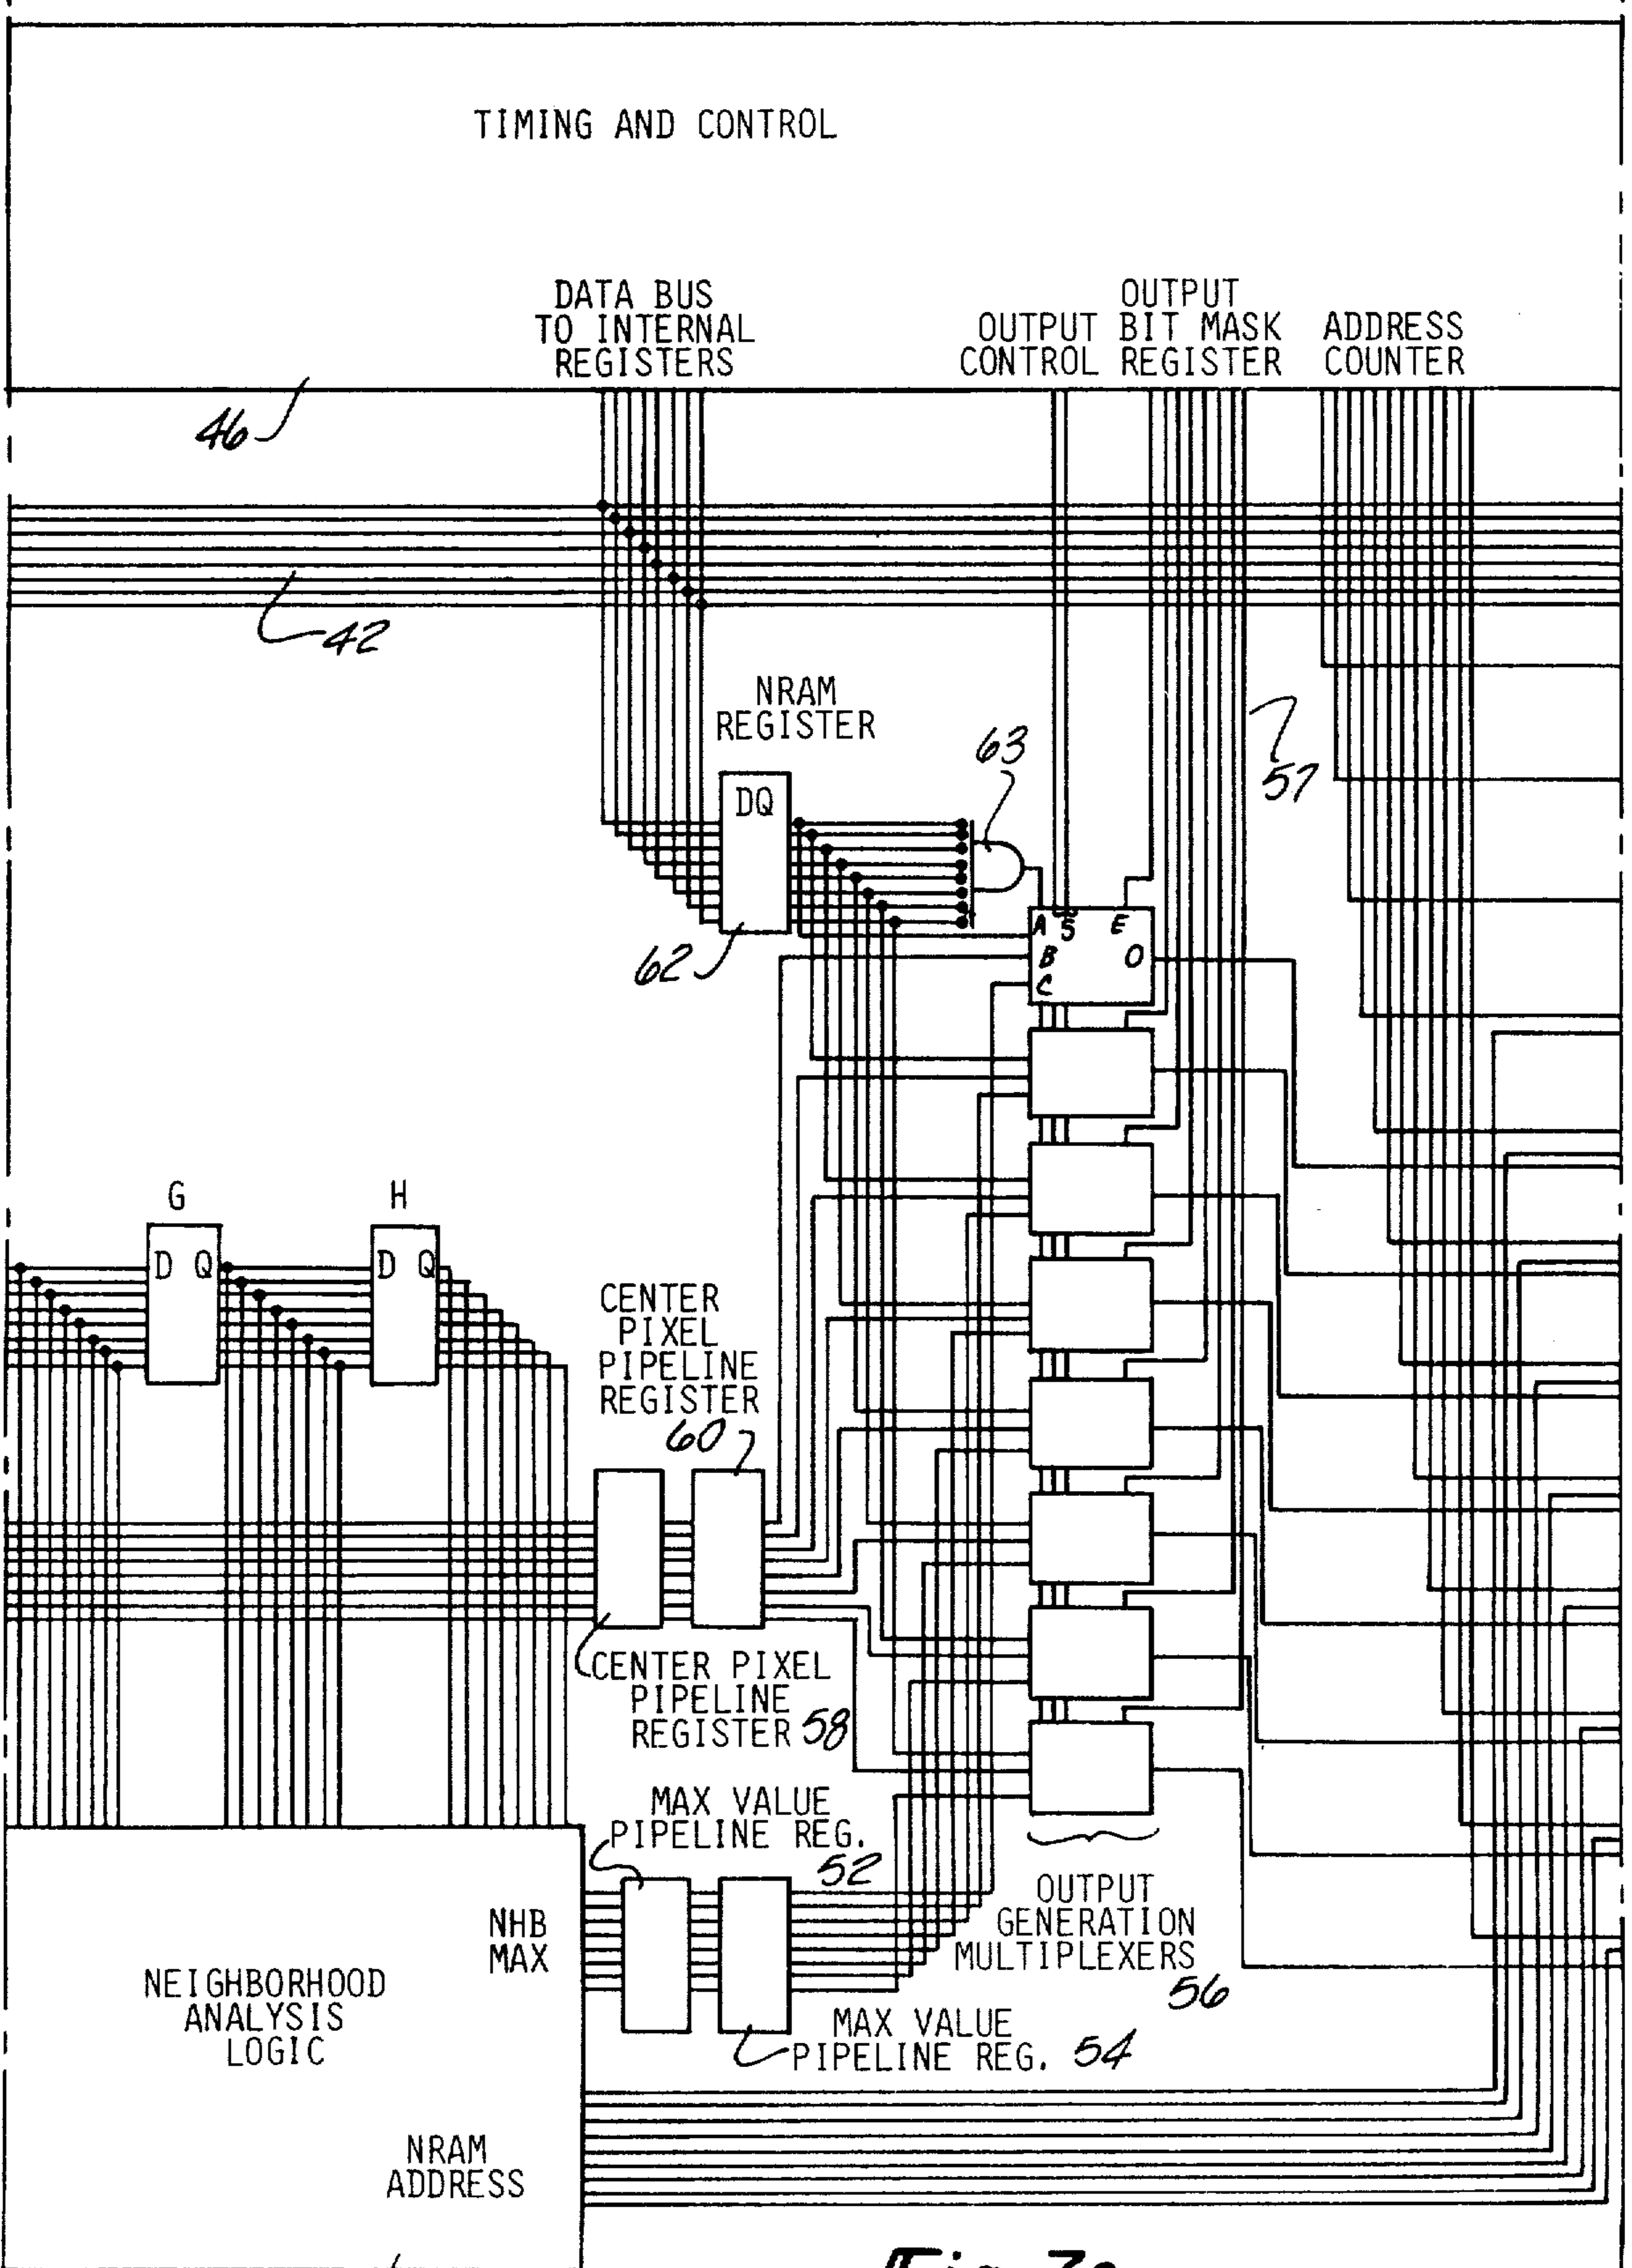 TIMING AND CONTROL
DATA BUS
TO INTERNAL
REGISTERS
OUTPUT
CONTROL
OUTPUT
BIT MASK
REGISTER
ADDRESS
COUNTER
46
42
NRAM
REGISTER
63
57
DQ
62
A S E
B O
C
G
H
D Q
D Q
CENTER
PIXEL
PIPELINE
REGISTER
60
CENTER PIXEL
PIPELINE
REGISTER 58
MAX VALUE
PIPELINE REG.
52
NHB
MAX
OUTPUT
GENERATION
MULTIPLEXERS
56
NEIGHBORHOOD
ANALYSIS
LOGIC
MAX VALUE
PIPELINE REG. 54
NRAM
ADDRESS